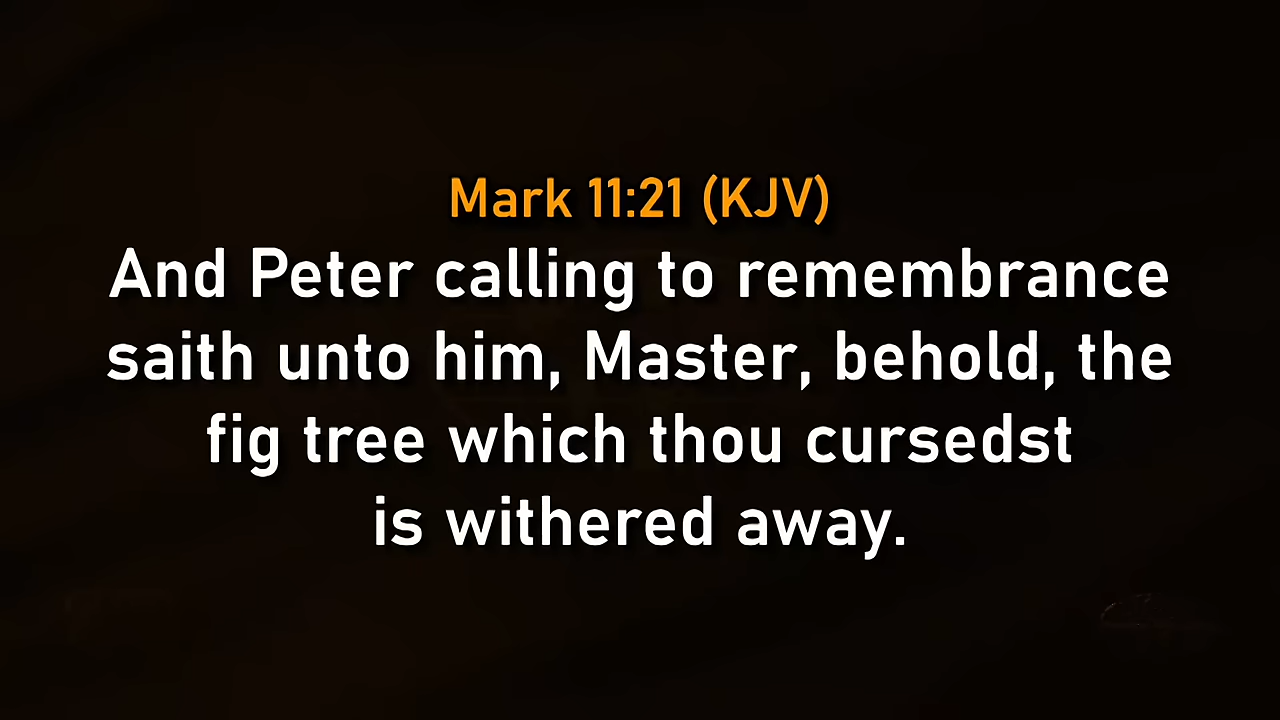 Mark 11:21 (KJV)
And Peter calling to remembrance
saith unto him, Master, behold, the
fig tree which thou cursedst
is withered away.